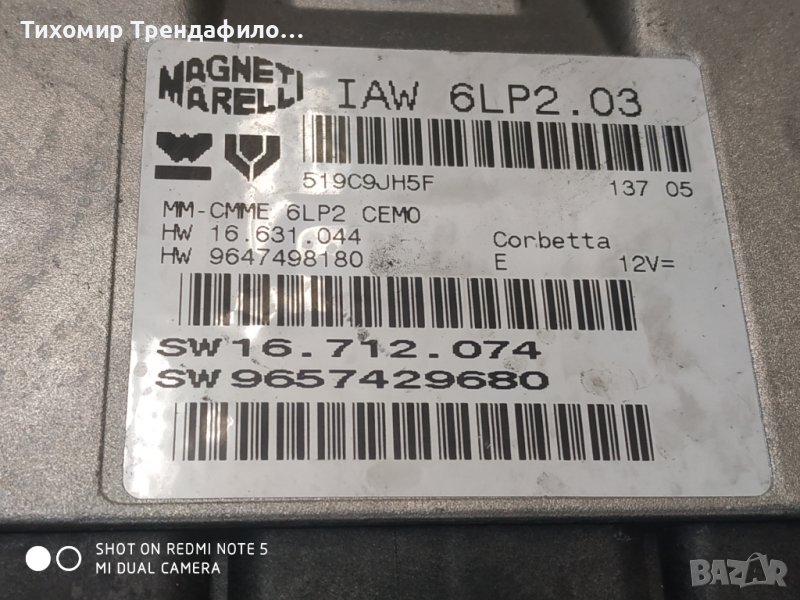 Тихомир Трендафило...
MAGNETI
MARELLI
IAW 6LP2.03
519C9JH5F
137 05
MM-CMME 6LP2 CEMO
HW 16.631.044
Corbetta
HW 9647498180
E
12V=
SW16.712.074
SW9657429680
SHOT ON REDMI NOTE 5
MI DUAL CAMERA
BAZAR